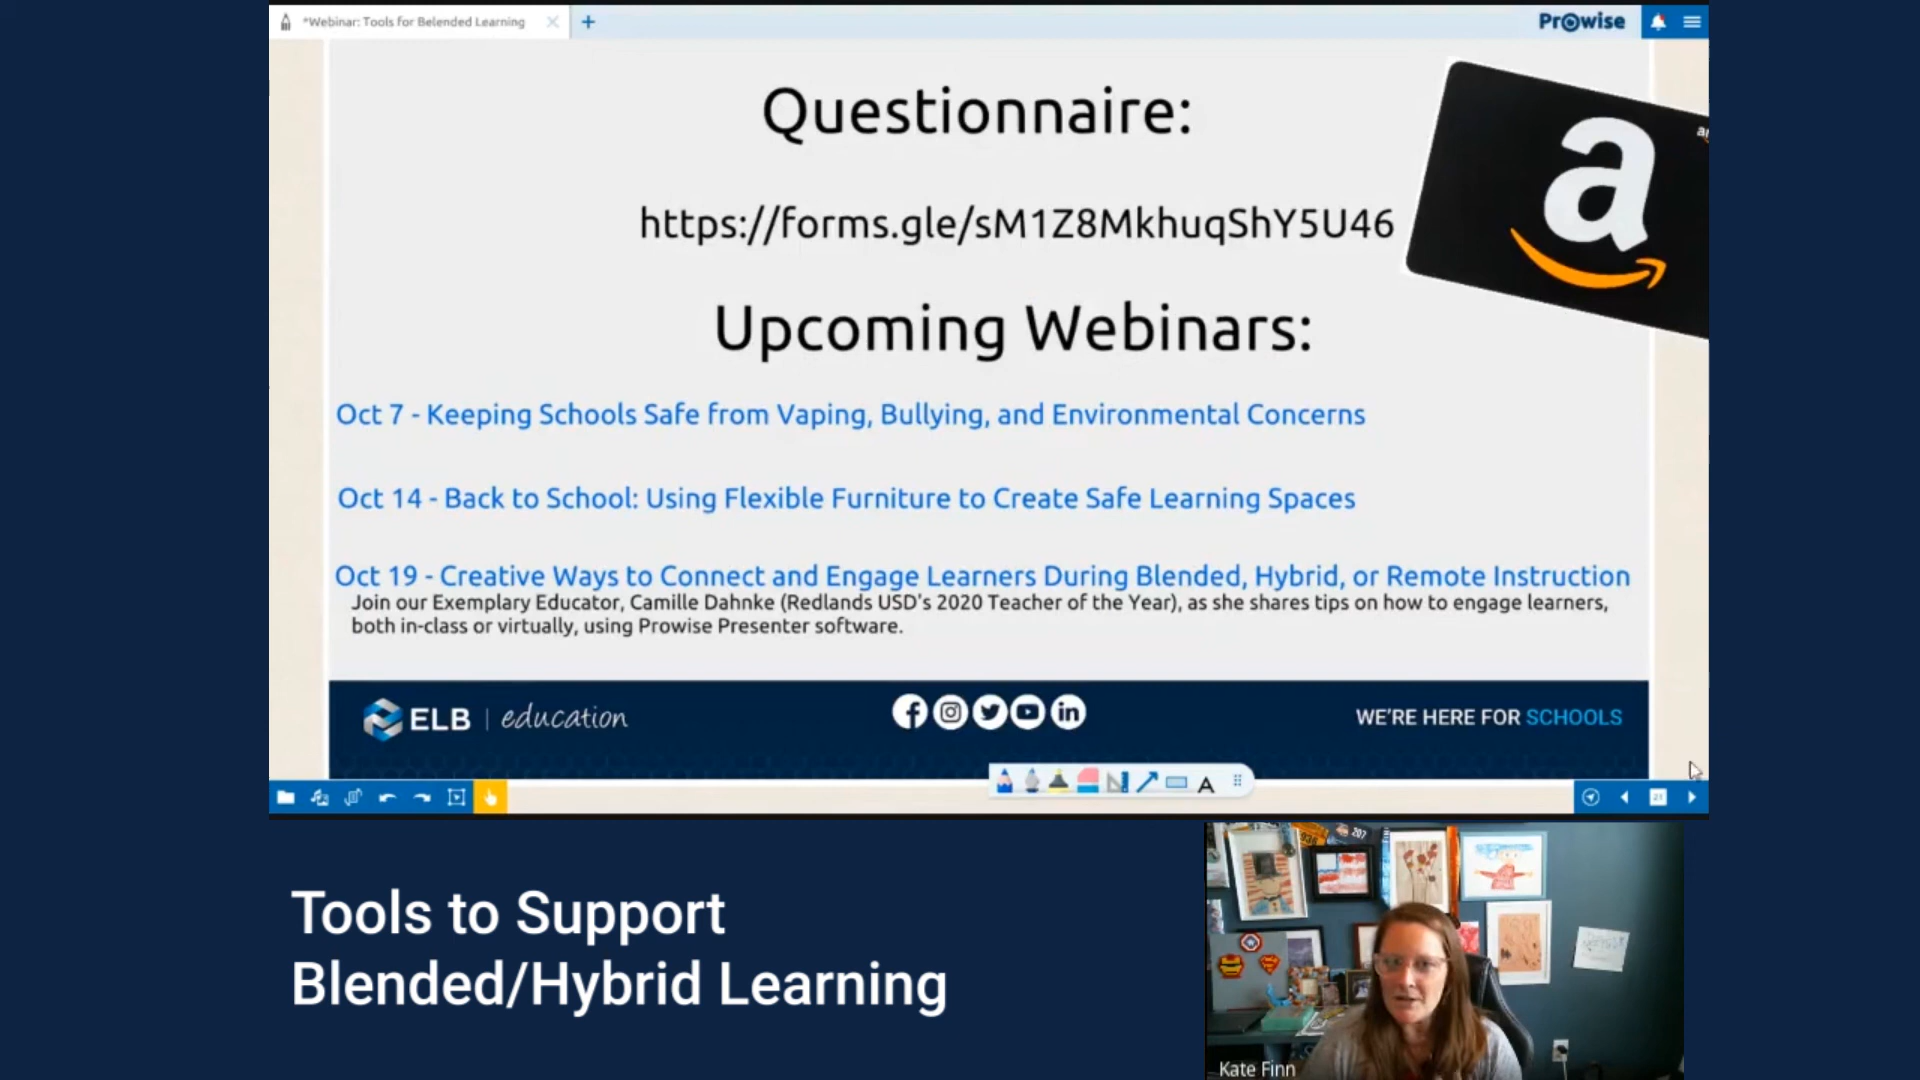 *Webinar: Tools for Belended Learning
Prowise
Questionnaire:
a
https://forms.gle/sM1Z8MkhuqShY5U46
Upcoming Webinars:
Oct 7 - Keeping Schools Safe from Vaping, Bullying, and Environmental Concerns
Oct 14 - Back to School: Using Flexible Furniture to Create Safe Learning Spaces
Oct 19 - Creative Ways to Connect and Engage Learners During Blended, Hybrid, or Remote Instruction
Join our Exemplary Educator, Camille Dahnke (Redlands USD's 2020 Teacher of the Year), as she shares tips on how to engage learners,
both in-class or virtually, using Prowise Presenter software.
ELB | education
WE'RE HERE FOR SCHOOLS
A
21
Tools to Support
Blended/Hybrid Learning
Kate Finn